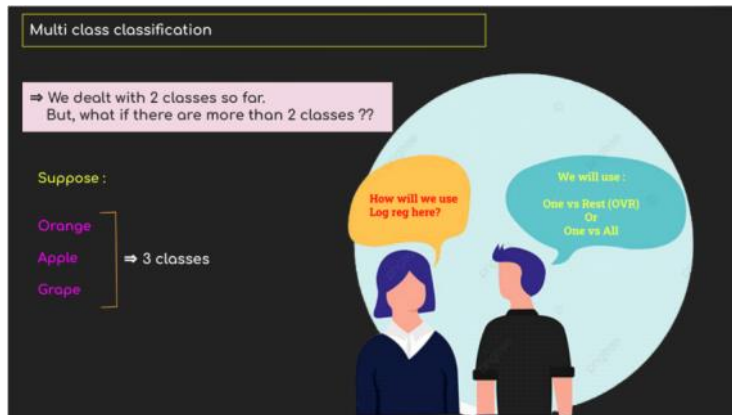 Multi class classification
⇒ We dealt with 2 classes so far.
But, what if there are more than 2 classes ??
Suppose :
Orange
Apple
Grape
⇒ 3 classes
How will we use
Log reg here?
We will use :
One vs Rest (OVR)
Or
One vs All